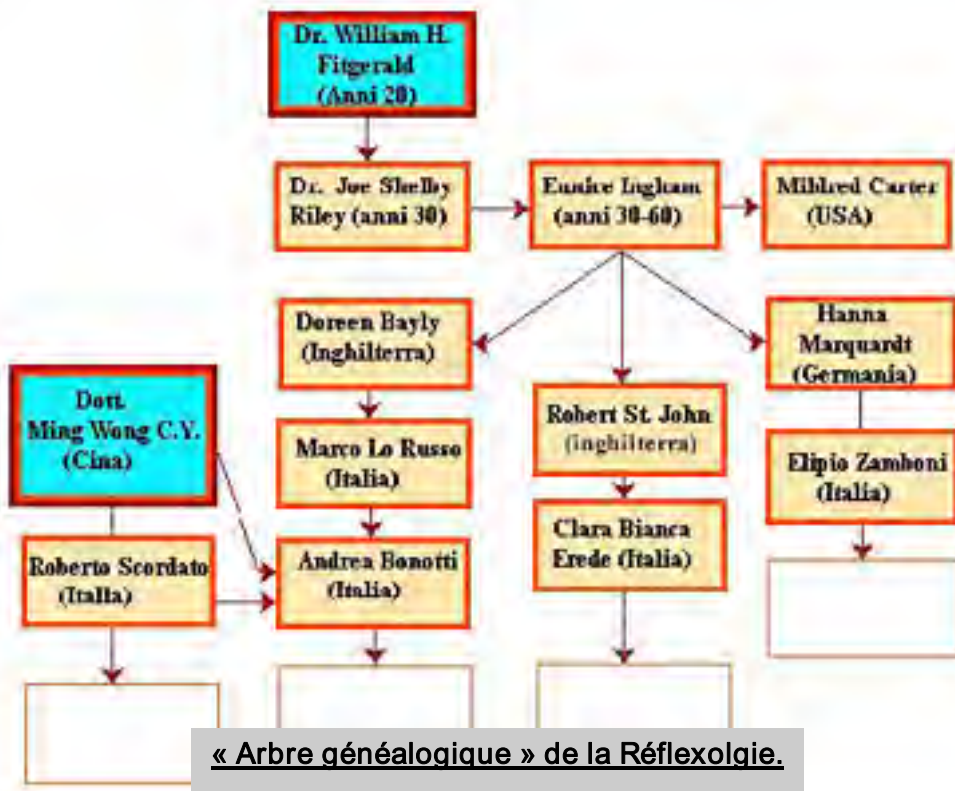 Dr. William H.
Fitgerald
(Anni 20)
Dr. Joe Shelby
Riley (anni 30)
Eunice Ingham
(anni 30-60)
Mildred Carter
(USA)
Doreen Bayly
(Inghilterra)
Hanna
Marquardt
(Germania)
Dott.
Ming Wong C.Y.
(Cina)
Marco Lo Russo
(Italia)
Robert St. John
(inghilterra)
Elipio Zamboni
(Italia)
Roberto Scordato
(Italia)
Andrea Bonotti
(Italia)
Clara Bianca
Erede (Italia)
« Arbre généalogique » de la Réflexolgie.